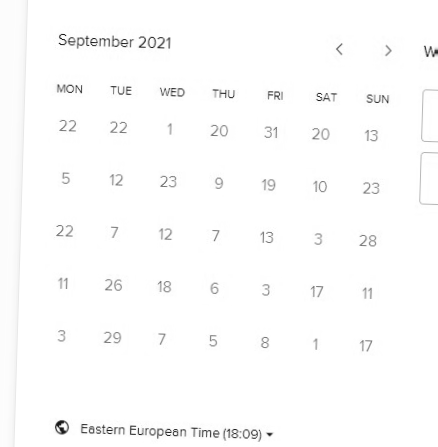 September 2021
MON TUE WED THU FRI SAT SUN
22 22 1 20 31 20 13
5 12 23 9 19 10 23
22 7 12 7 13 3 28
11 26 18 6 3 17 11
3 29 7 5 8 1 17
Eastern European Time (18:09)